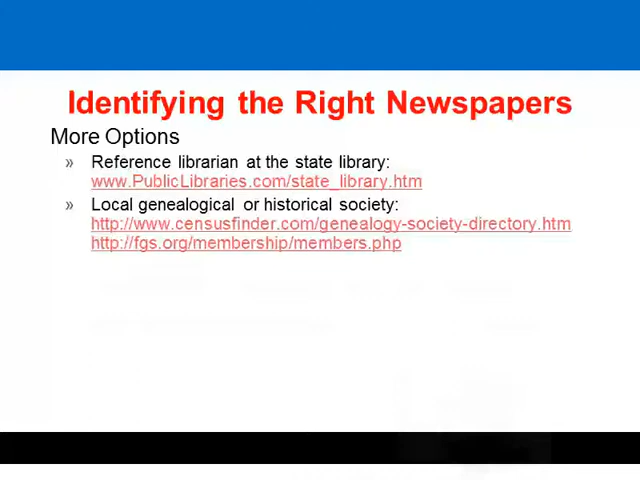 Identifying the Right Newspapers
More Options
» Reference librarian at the state library:
www.PublicLibraries.com/state_library.htm
» Local genealogical or historical society:
http://www.censusfinder.com/genealogy-society-directory.htm
http://fgs.org/membership/members.php